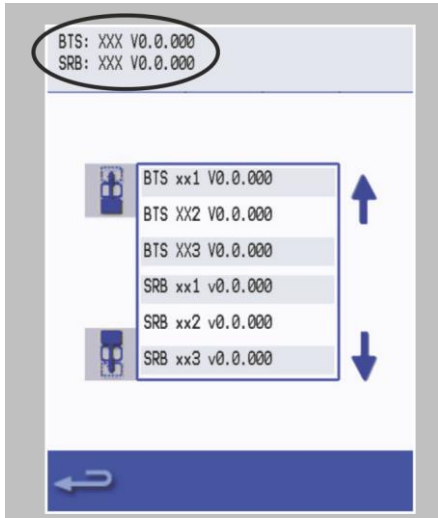 BTS: XXX V0.0.000
SRB: XXX V0.0.000
BTS xx1 V0.0.000
BTS XX2 V0.0.000
BTS XX3 V0.0.000
SRB xx1 v0.0.000
SRB xx2 v0.0.000
SRB xx3 v0.0.000